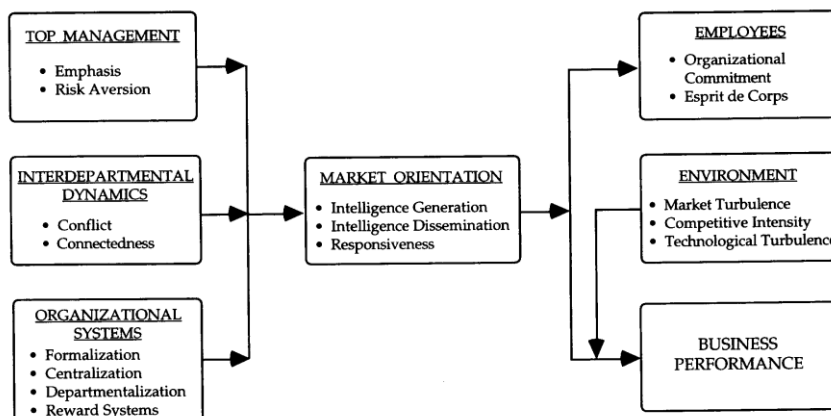 TOP MANAGEMENT
• Emphasis
• Risk Aversion
INTERDEPARTMENTAL
DYNAMICS
• Conflict
• Connectedness
ORGANIZATIONAL
SYSTEMS
• Formalization
• Centralization
• Departmentalization
• Reward Systems
MARKET ORIENTATION
• Intelligence Generation
• Intelligence Dissemination
• Responsiveness
EMPLOYEES
• Organizational
Commitment
• Esprit de Corps
ENVIRONMENT
• Market Turbulence
• Competitive Intensity
• Technological Turbulence
BUSINESS
PERFORMANCE